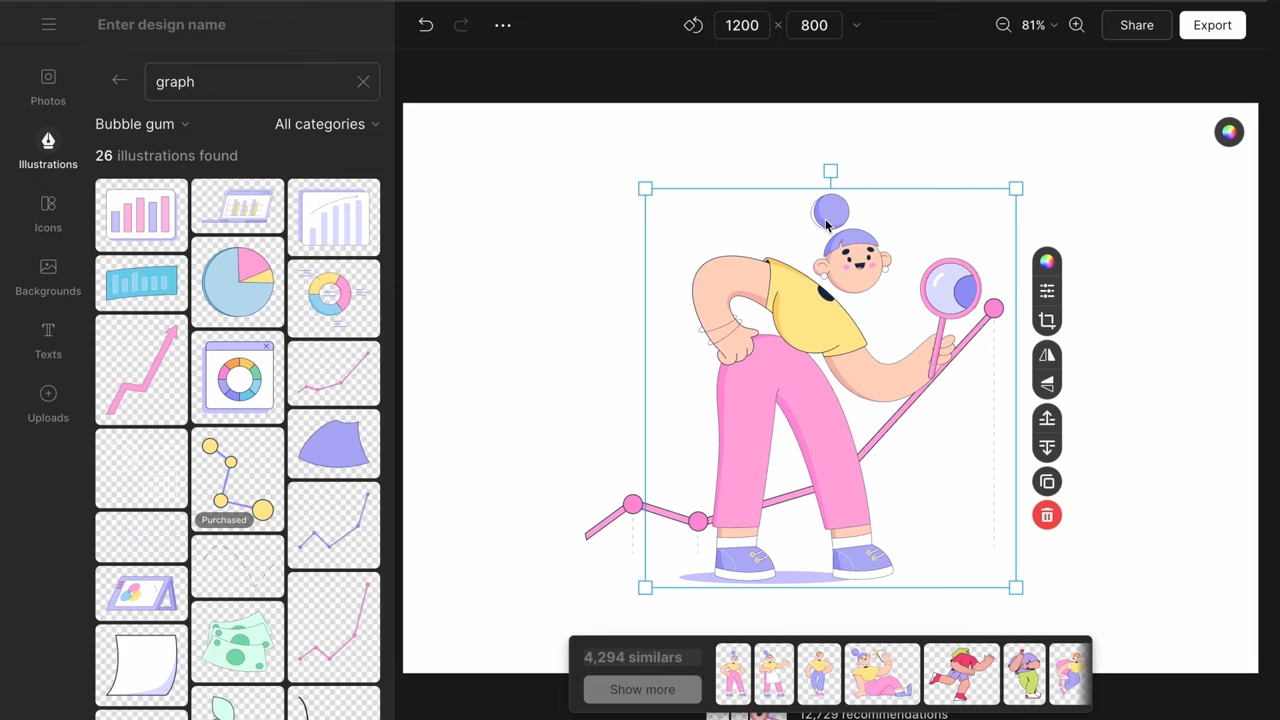 Enter design name
1200 × 800
81%
Share
Export
Photos
Illustrations
Icons
Backgrounds
Texts
Uploads
graph
Bubble gum
All categories
26 illustrations found
Purchased
4,294 similars
Show more
12,729 recommendations